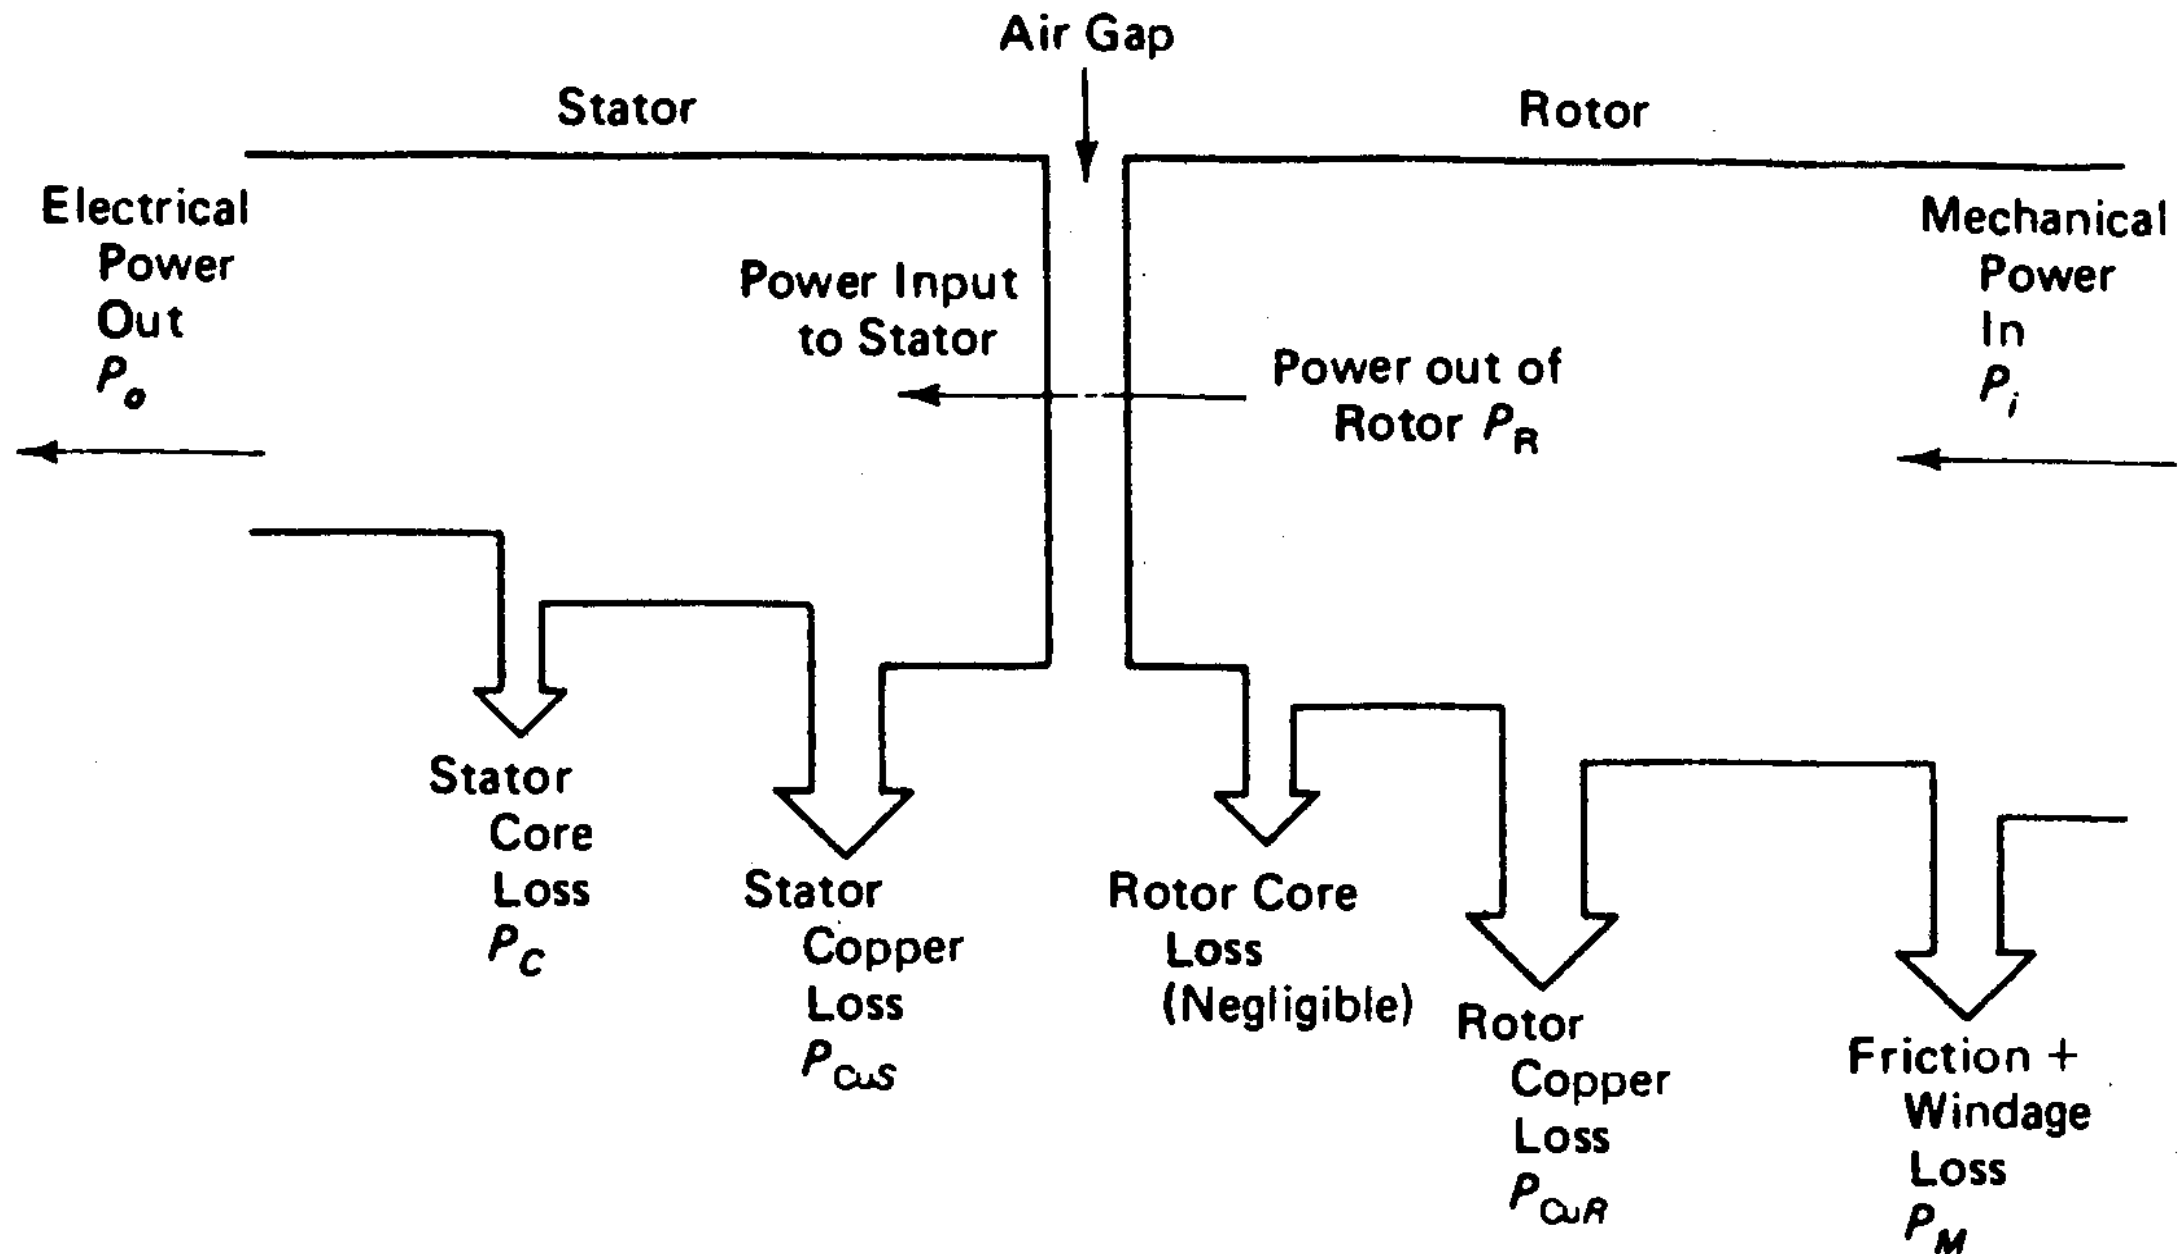 Air Gap
Stator
Rotor
Electrical
Power
Out
P_o
Power Input
to Stator
Power out of
Rotor P_R
Mechanical
Power
In
P_i
Stator
Core
Loss
P_C
Stator
Copper
Loss
P_CuS
Rotor Core
Loss
(Negligible)
Rotor
Copper
Loss
P_CuR
Friction +
Windage
Loss
P_M